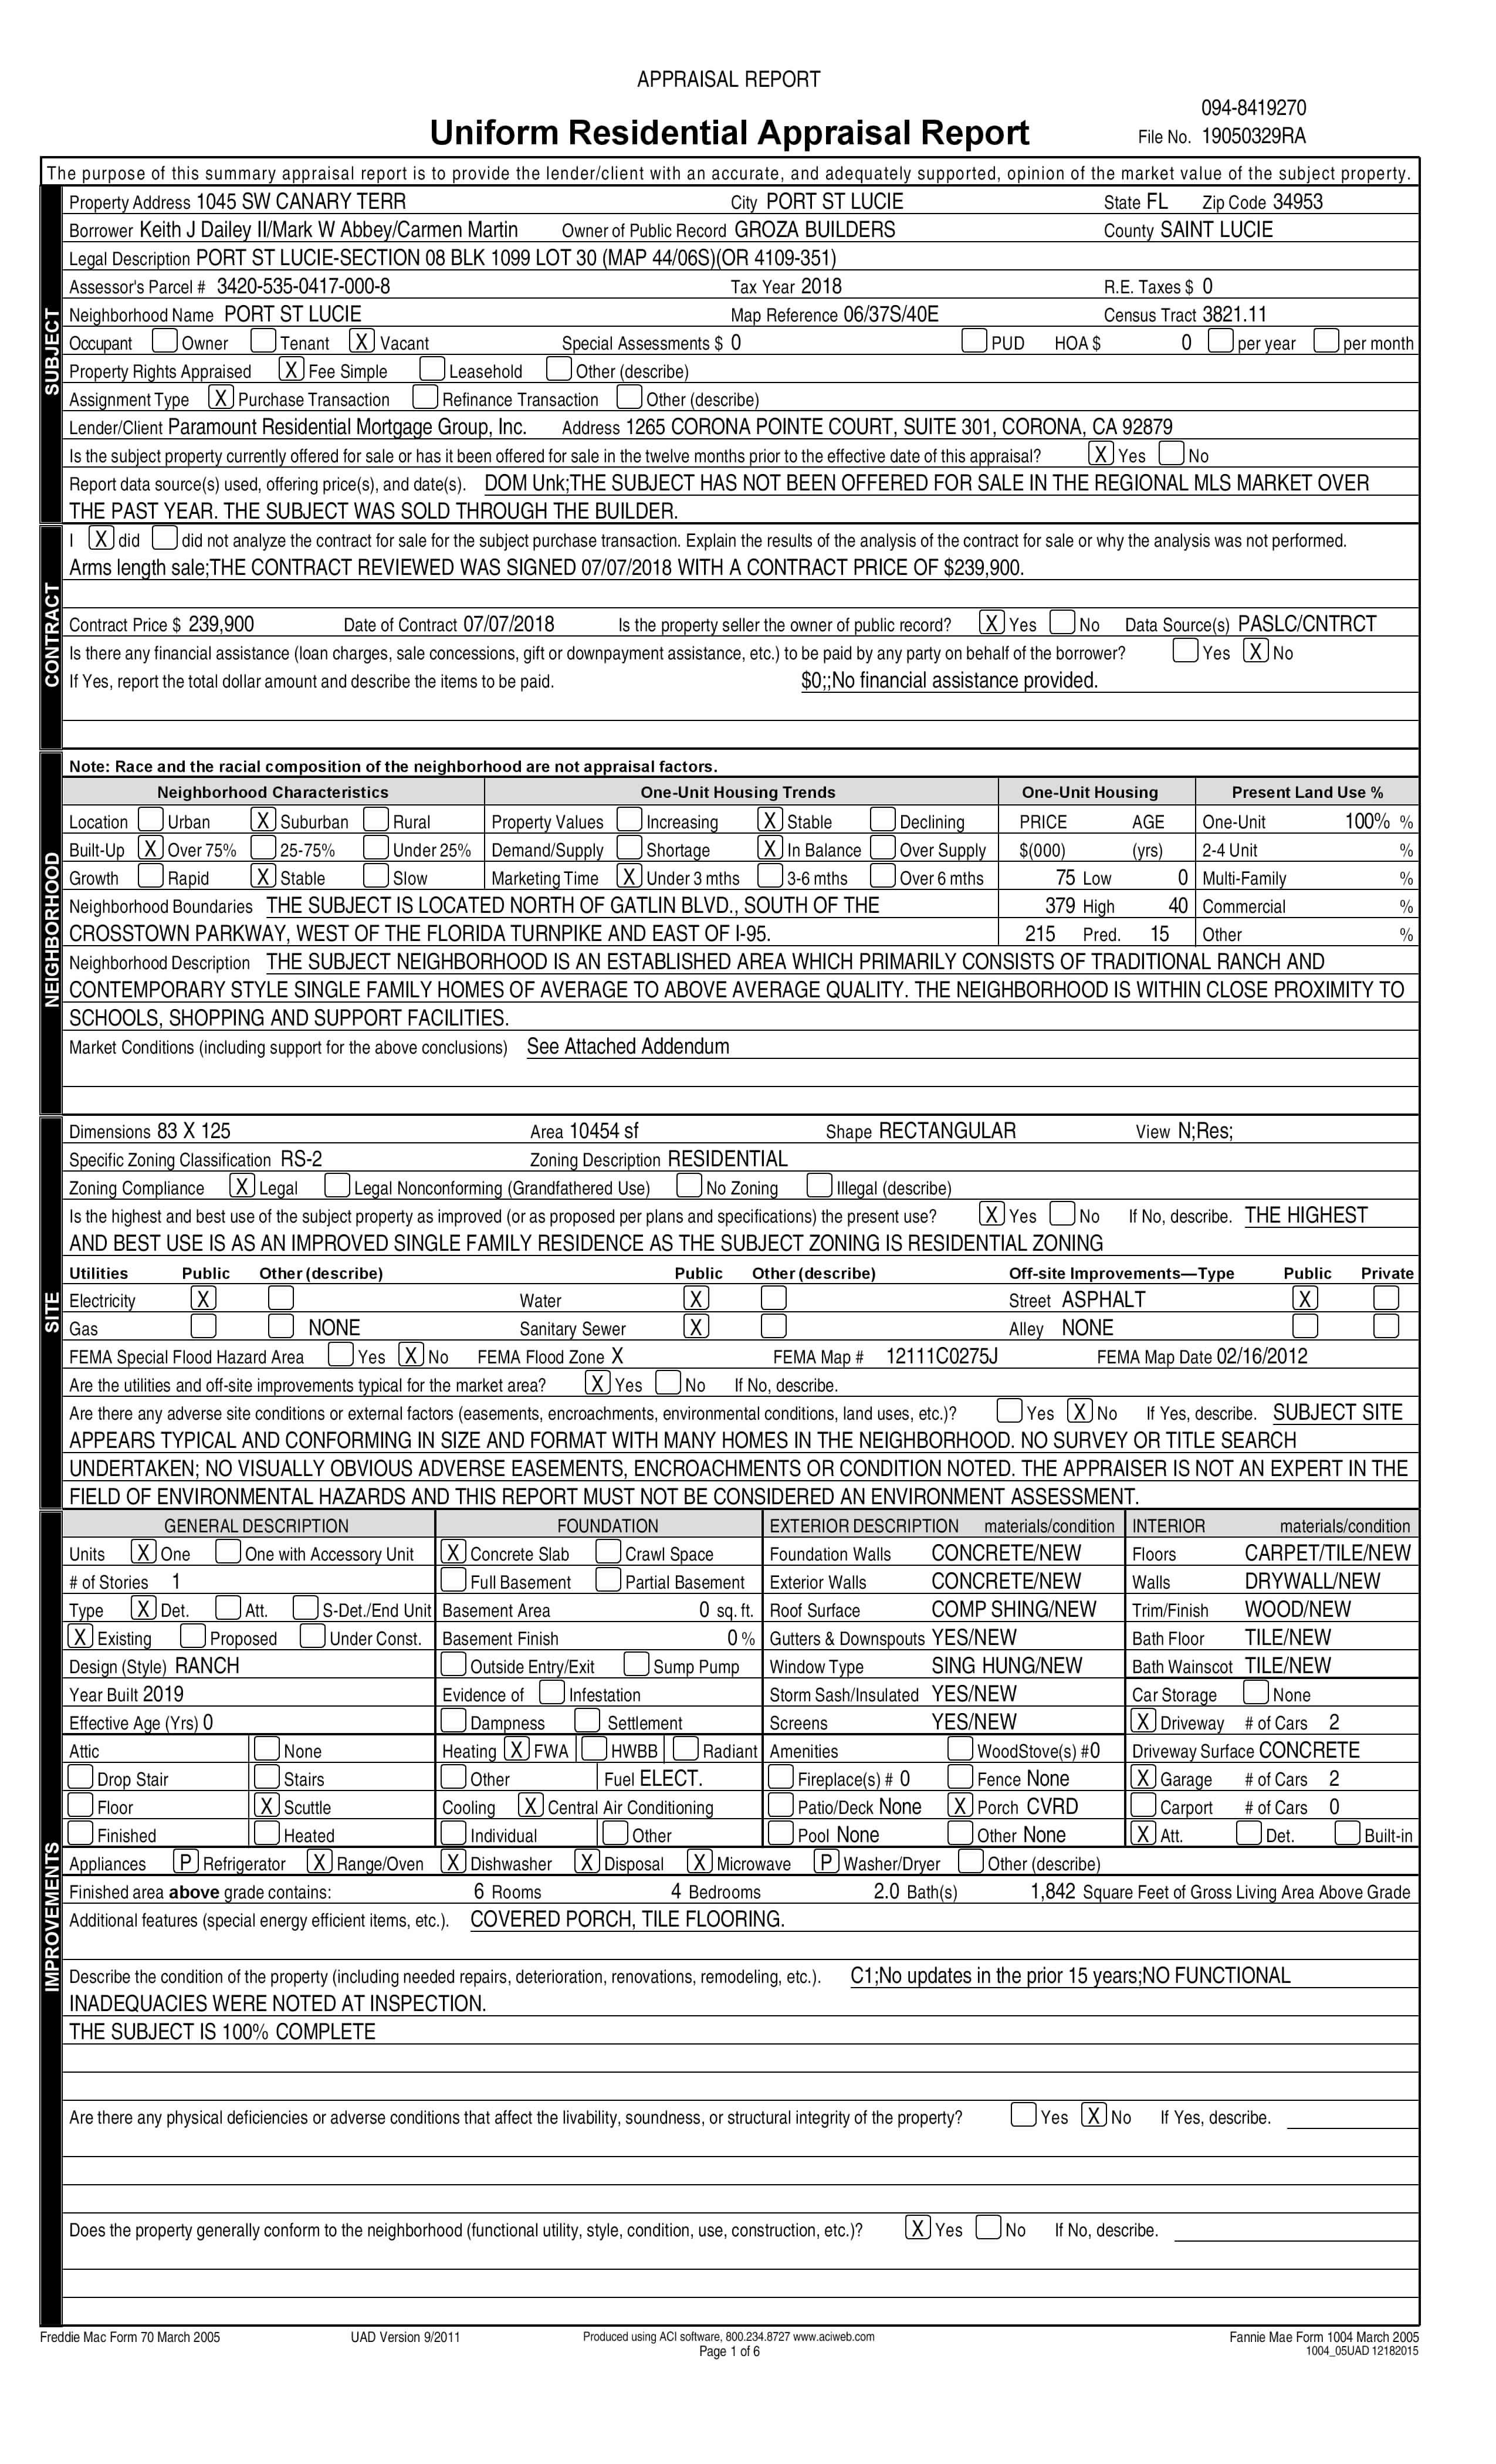 APPRAISAL REPORT
094-8419270
Uniform Residential Appraisal Report File No. 19050329RA
The purpose of this summary appraisal report is to provide the lender/client with an accurate, and adequately supported, opinion of the market value of the subject property.
SUBJECT
Property Address 1045 SW CANARY TERR City PORT ST LUCIE State FL Zip Code 34953
Borrower Keith J Dailey II/Mark W Abbey/Carmen Martin Owner of Public Record GROZA BUILDERS County SAINT LUCIE
Legal Description PORT ST LUCIE-SECTION 08 BLK 1099 LOT 30 (MAP 44/06S)(OR 4109-351)
Assessor's Parcel # 3420-535-0417-000-8 Tax Year 2018 R.E. Taxes $ 0
Neighborhood Name PORT ST LUCIE Map Reference 06/37S/40E Census Tract 3821.11
Occupant Owner Tenant X Vacant Special Assessments $ 0 PUD HOA $ 0 per year per month
Property Rights Appraised X Fee Simple Leasehold Other (describe)
Assignment Type X Purchase Transaction Refinance Transaction Other (describe)
Lender/Client Paramount Residential Mortgage Group, Inc. Address 1265 CORONA POINTE COURT, SUITE 301, CORONA, CA 92879
Is the subject property currently offered for sale or has it been offered for sale in the twelve months prior to the effective date of this appraisal? X Yes No
Report data source(s) used, offering price(s), and date(s). DOM Unk;THE SUBJECT HAS NOT BEEN OFFERED FOR SALE IN THE REGIONAL MLS MARKET OVER
THE PAST YEAR. THE SUBJECT WAS SOLD THROUGH THE BUILDER.
CONTRACT
I X did did not analyze the contract for sale for the subject purchase transaction. Explain the results of the analysis of the contract for sale or why the analysis was not performed.
Arms length sale;THE CONTRACT REVIEWED WAS SIGNED 07/07/2018 WITH A CONTRACT PRICE OF $239,900.
Contract Price $ 239,900 Date of Contract 07/07/2018 Is the property seller the owner of public record? X Yes No Data Source(s) PASLC/CNTRCT
Is there any financial assistance (loan charges, sale concessions, gift or downpayment assistance, etc.) to be paid by any party on behalf of the borrower? Yes X No
If Yes, report the total dollar amount and describe the items to be paid. $0;;No financial assistance provided.
NEIGHBORHOOD
Note: Race and the racial composition of the neighborhood are not appraisal factors.
Neighborhood Characteristics One-Unit Housing Trends One-Unit Housing Present Land Use %
Location Urban X Suburban Rural Property Values Increasing X Stable Declining PRICE AGE One-Unit 100% %
Built-Up X Over 75% 25-75% Under 25% Demand/Supply Shortage X In Balance Over Supply $(000) (yrs) 2-4 Unit %
Growth Rapid X Stable Slow Marketing Time X Under 3 mths 3-6 mths Over 6 mths 75 Low 0 Multi-Family %
Neighborhood Boundaries THE SUBJECT IS LOCATED NORTH OF GATLIN BLVD., SOUTH OF THE 379 High 40 Commercial %
CROSSTOWN PARKWAY, WEST OF THE FLORIDA TURNPIKE AND EAST OF I-95. 215 Pred. 15 Other %
Neighborhood Description THE SUBJECT NEIGHBORHOOD IS AN ESTABLISHED AREA WHICH PRIMARILY CONSISTS OF TRADITIONAL RANCH AND
CONTEMPORARY STYLE SINGLE FAMILY HOMES OF AVERAGE TO ABOVE AVERAGE QUALITY. THE NEIGHBORHOOD IS WITHIN CLOSE PROXIMITY TO
SCHOOLS, SHOPPING AND SUPPORT FACILITIES.
Market Conditions (including support for the above conclusions) See Attached Addendum
SITE
Dimensions 83 X 125 Area 10454 sf Shape RECTANGULAR View N;Res;
Specific Zoning Classification RS-2 Zoning Description RESIDENTIAL
Zoning Compliance X Legal Legal Nonconforming (Grandfathered Use) No Zoning Illegal (describe)
Is the highest and best use of the subject property as improved (or as proposed per plans and specifications) the present use? X Yes No If No, describe. THE HIGHEST
AND BEST USE IS AS AN IMPROVED SINGLE FAMILY RESIDENCE AS THE SUBJECT ZONING IS RESIDENTIAL ZONING
Utilities Public Other (describe) Public Other (describe) Off-site Improvements—Type Public Private
Electricity X Water X Street ASPHALT X
Gas NONE Sanitary Sewer X Alley NONE
FEMA Special Flood Hazard Area Yes X No FEMA Flood Zone X FEMA Map # 12111C0275J FEMA Map Date 02/16/2012
Are the utilities and off-site improvements typical for the market area? X Yes No If No, describe.
Are there any adverse site conditions or external factors (easements, encroachments, environmental conditions, land uses, etc.)? Yes X No If Yes, describe. SUBJECT SITE
APPEARS TYPICAL AND CONFORMING IN SIZE AND FORMAT WITH MANY HOMES IN THE NEIGHBORHOOD. NO SURVEY OR TITLE SEARCH
UNDERTAKEN; NO VISUALLY OBVIOUS ADVERSE EASEMENTS, ENCROACHMENTS OR CONDITION NOTED. THE APPRAISER IS NOT AN EXPERT IN THE
FIELD OF ENVIRONMENTAL HAZARDS AND THIS REPORT MUST NOT BE CONSIDERED AN ENVIRONMENT ASSESSMENT.
IMPROVEMENTS
GENERAL DESCRIPTION FOUNDATION EXTERIOR DESCRIPTION materials/condition INTERIOR materials/condition
Units X One One with Accessory Unit X Concrete Slab Crawl Space Foundation Walls CONCRETE/NEW Floors CARPET/TILE/NEW
# of Stories 1 Full Basement Partial Basement Exterior Walls CONCRETE/NEW Walls DRYWALL/NEW
Type X Det. Att. S-Det./End Unit Basement Area 0 sq. ft. Roof Surface COMP SHING/NEW Trim/Finish WOOD/NEW
X Existing Proposed Under Const. Basement Finish 0 % Gutters & Downspouts YES/NEW Bath Floor TILE/NEW
Design (Style) RANCH Outside Entry/Exit Sump Pump Window Type SING HUNG/NEW Bath Wainscot TILE/NEW
Year Built 2019 Evidence of Infestation Storm Sash/Insulated YES/NEW Car Storage None
Effective Age (Yrs) 0 Dampness Settlement Screens YES/NEW X Driveway # of Cars 2
Attic None Heating X FWA HWBB Radiant Amenities WoodStove(s) #0 Driveway Surface CONCRETE
Drop Stair Stairs Other Fuel ELECT. Fireplace(s) # 0 Fence None X Garage # of Cars 2
Floor X Scuttle Cooling X Central Air Conditioning Patio/Deck None X Porch CVRD Carport # of Cars 0
Finished Heated Individual Other Pool None Other None X Att. Det. Built-in
Appliances P Refrigerator X Range/Oven X Dishwasher X Disposal X Microwave P Washer/Dryer Other (describe)
Finished area above grade contains: 6 Rooms 4 Bedrooms 2.0 Bath(s) 1,842 Square Feet of Gross Living Area Above Grade
Additional features (special energy efficient items, etc.). COVERED PORCH, TILE FLOORING.
Describe the condition of the property (including needed repairs, deterioration, renovations, remodeling, etc.). C1;No updates in the prior 15 years;NO FUNCTIONAL
INADEQUACIES WERE NOTED AT INSPECTION.
THE SUBJECT IS 100% COMPLETE
Are there any physical deficiencies or adverse conditions that affect the livability, soundness, or structural integrity of the property? Yes X No If Yes, describe.
Does the property generally conform to the neighborhood (functional utility, style, condition, use, construction, etc.)? X Yes No If No, describe.
Freddie Mac Form 70 March 2005 UAD Version 9/2011 Produced using ACI software, 800.234.8727 www.aciweb.com Fannie Mae Form 1004 March 2005
Page 1 of 6 1004_05UAD 12182015